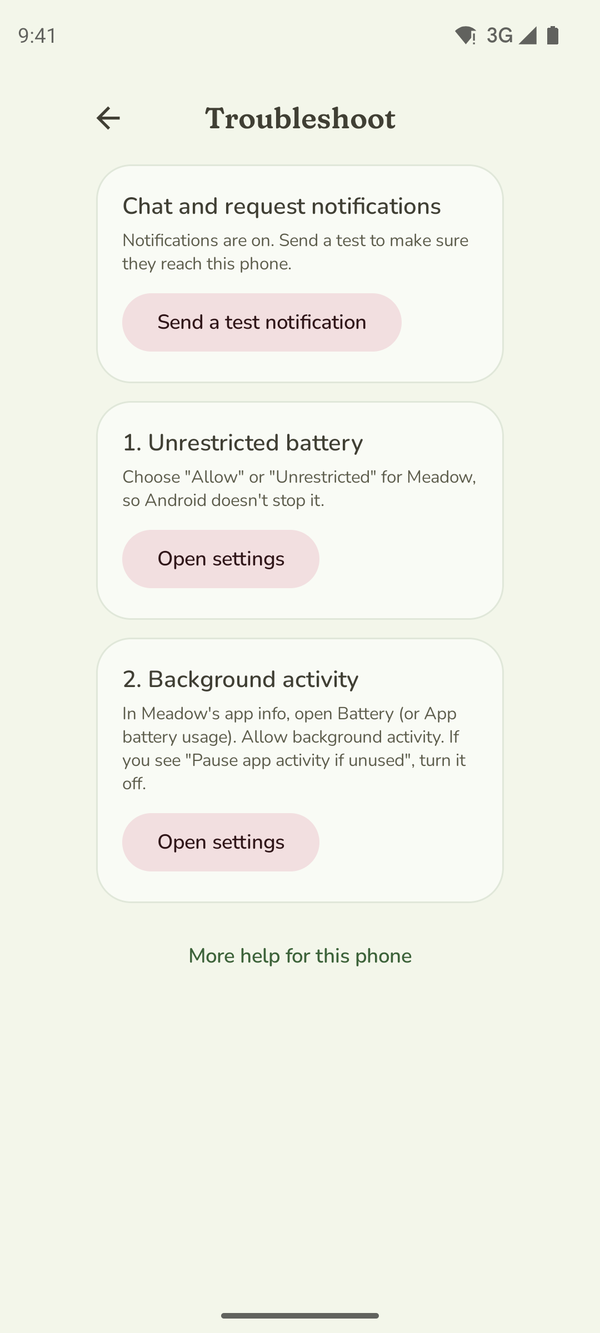 9:41
3G
Troubleshoot
Chat and request notifications
Notifications are on. Send a test to make sure
they reach this phone.
Send a test notification
1. Unrestricted battery
Choose "Allow" or "Unrestricted" for Meadow,
so Android doesn't stop it.
Open settings
2. Background activity
In Meadow's app info, open Battery (or App
battery usage). Allow background activity. If
you see "Pause app activity if unused", turn it
off.
Open settings
More help for this phone